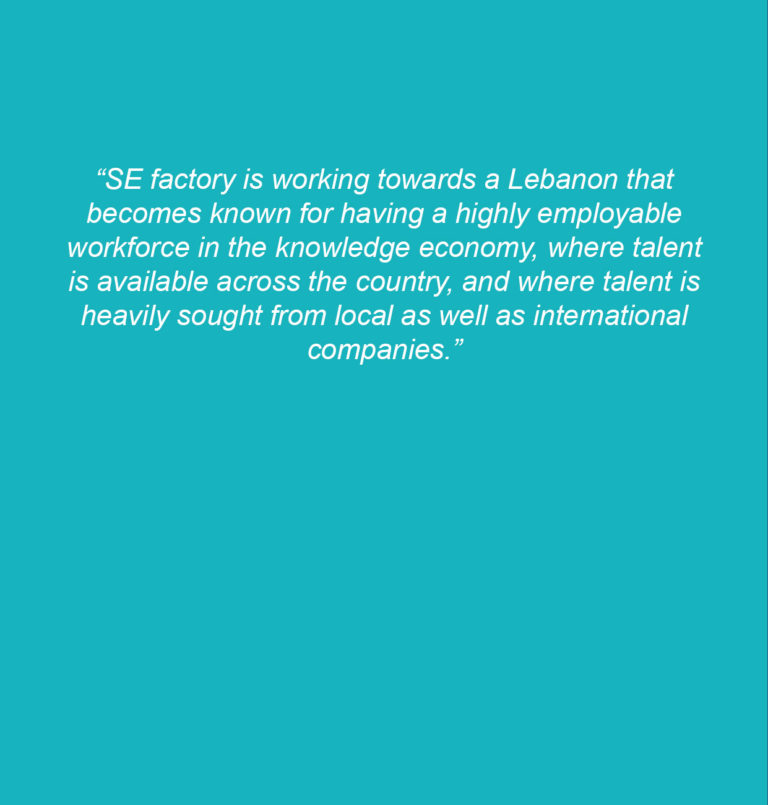 “SE factory is working towards a Lebanon that
becomes known for having a highly employable
workforce in the knowledge economy, where talent
is available across the country, and where talent is
heavily sought from local as well as international
companies.”